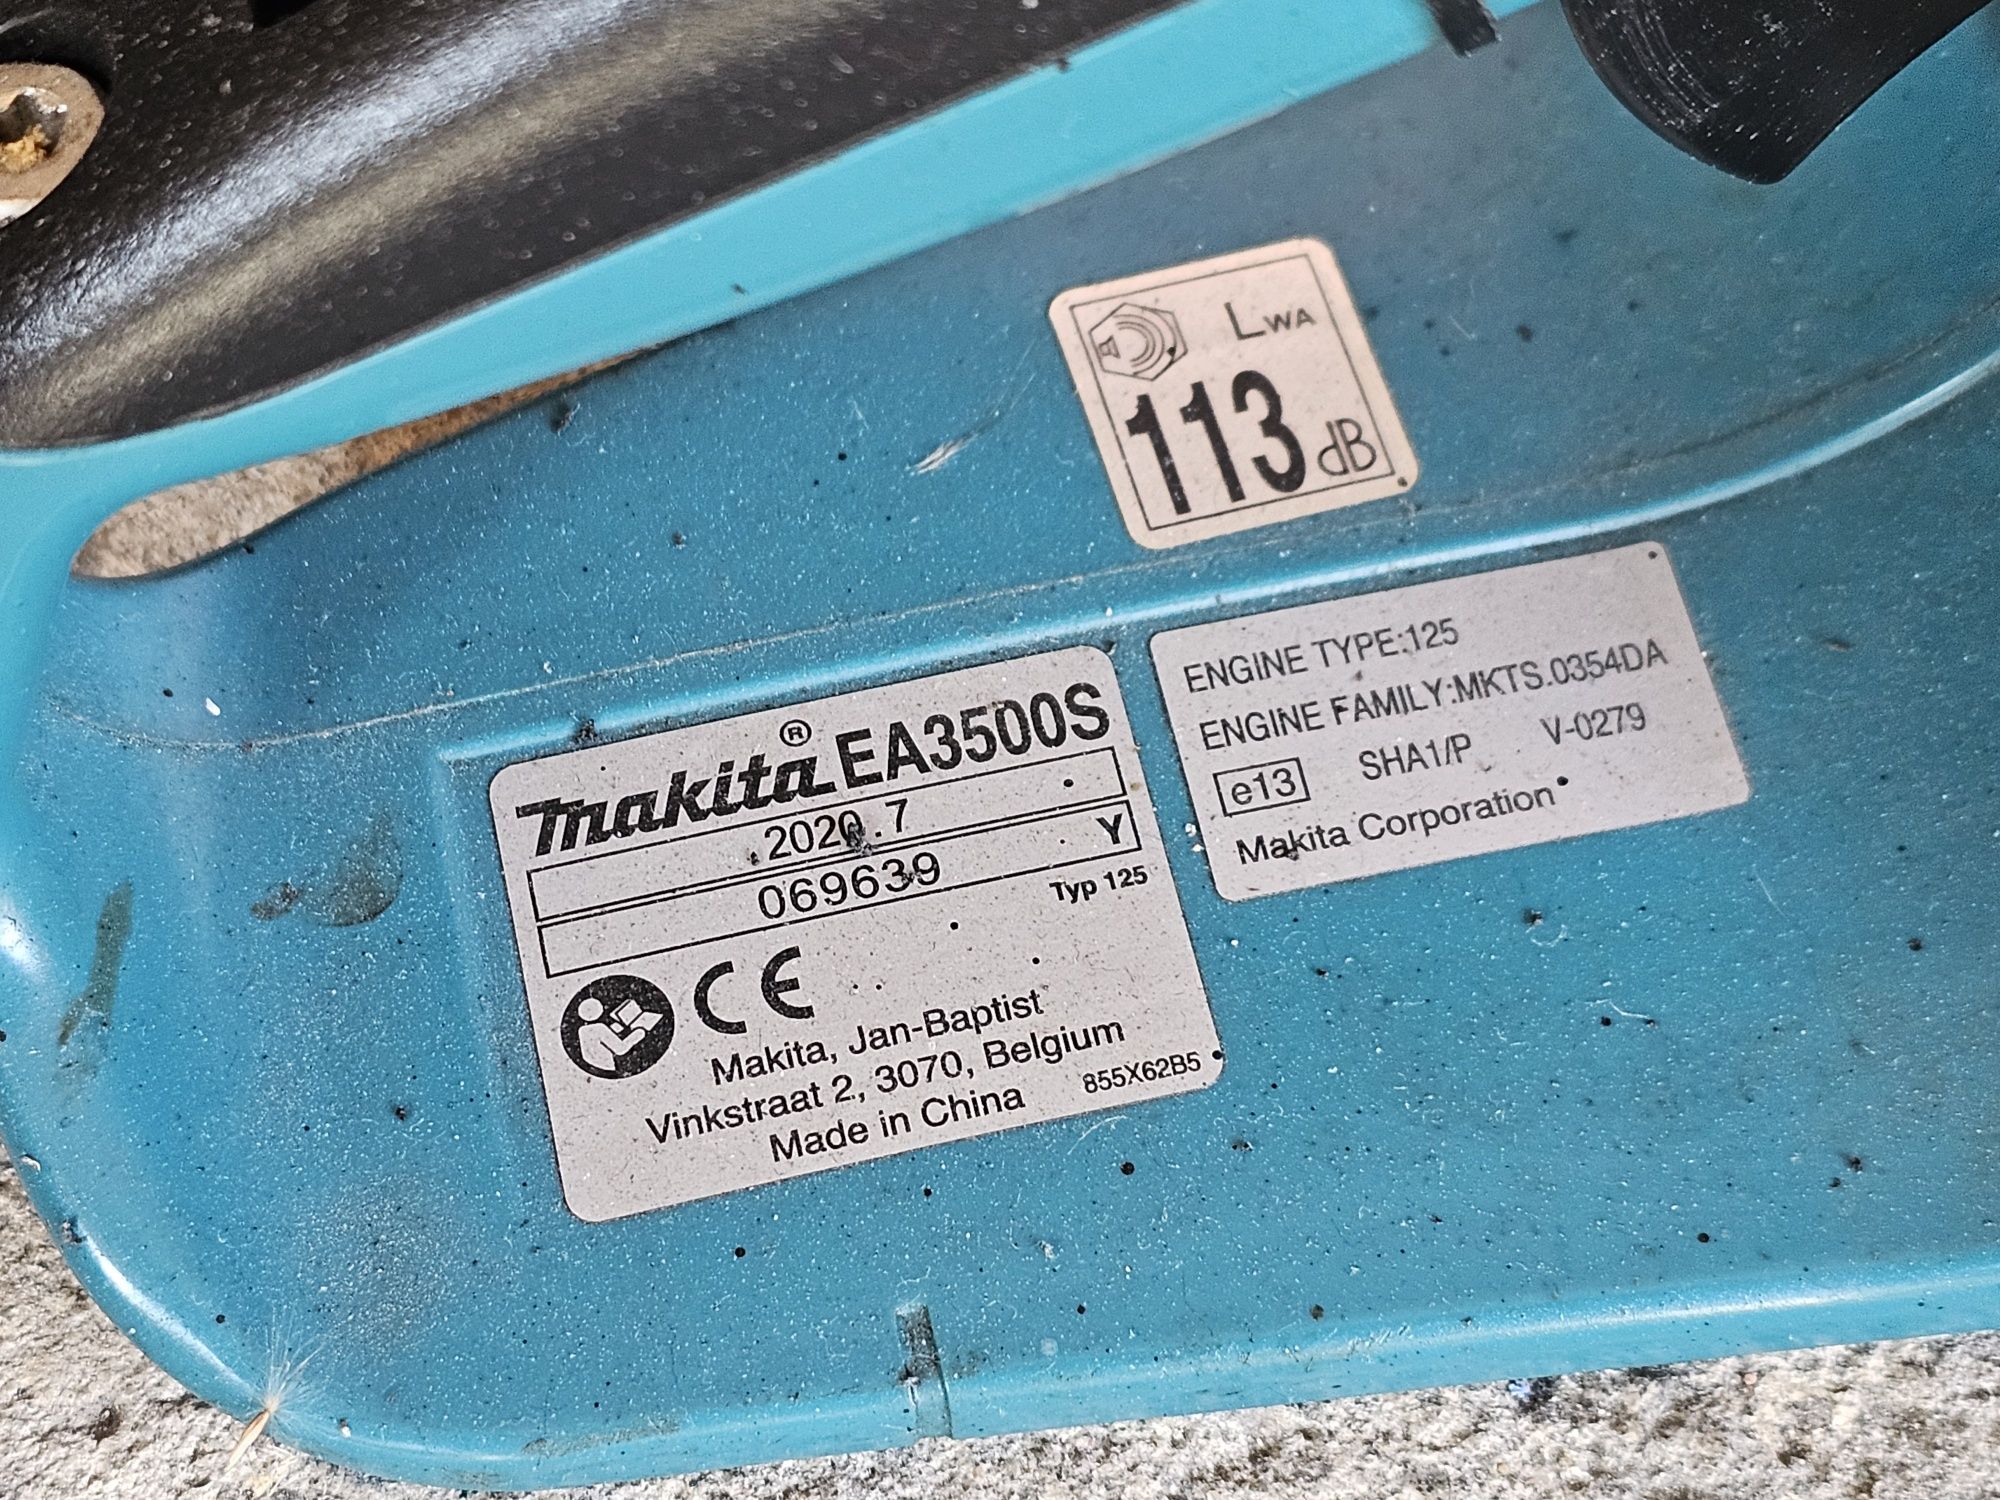 LWA
113 dB
ENGINE TYPE:125
ENGINE FAMILY:MKTS.0354DA
e13 SHA1/P V-0279
Makita Corporation
makita® EA3500S
2020.7
069639 Y
Typ 125
CE
Makita, Jan-Baptist
Vinkstraat 2, 3070, Belgium
Made in China 855X62B5